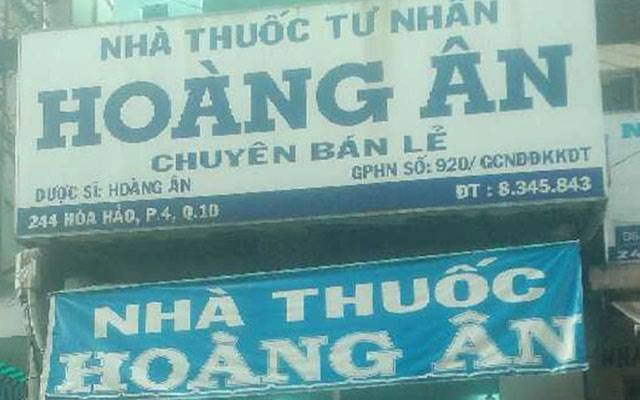 NHÀ THUỐC TƯ NHÂN
HOÀNG ÂN
CHUYÊN BÁN LẺ
DƯỢC SĨ: HOÀNG ÂN
GPHN SỐ: 920/GCNĐĐKKDT
244 HÒA HẢO, P.4, Q.10
ĐT : 8.345.843
NHÀ THUỐC
HOÀNG ÂN